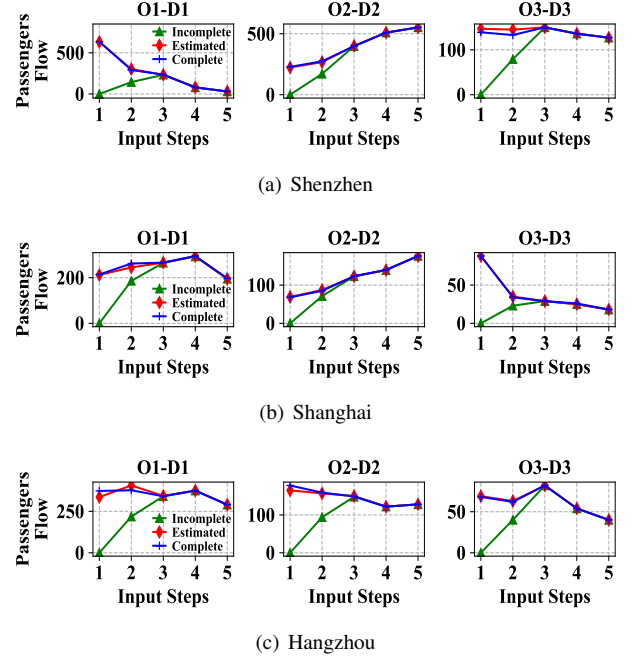 O1-D1 O2-D2 O3-D3
Passengers Flow
500
0
Incomplete
Estimated
Complete
500
0
100
0
1 2 3 4 5 1 2 3 4 5 1 2 3 4 5
Input Steps Input Steps Input Steps
(a) Shenzhen
O1-D1 O2-D2 O3-D3
Passengers Flow
200
0
Incomplete
Estimated
Complete
100
0
50
0
1 2 3 4 5 1 2 3 4 5 1 2 3 4 5
Input Steps Input Steps Input Steps
(b) Shanghai
O1-D1 O2-D2 O3-D3
Passengers Flow
250
0
Incomplete
Estimated
Complete
100
0
50
0
1 2 3 4 5 1 2 3 4 5 1 2 3 4 5
Input Steps Input Steps Input Steps
(c) Hangzhou